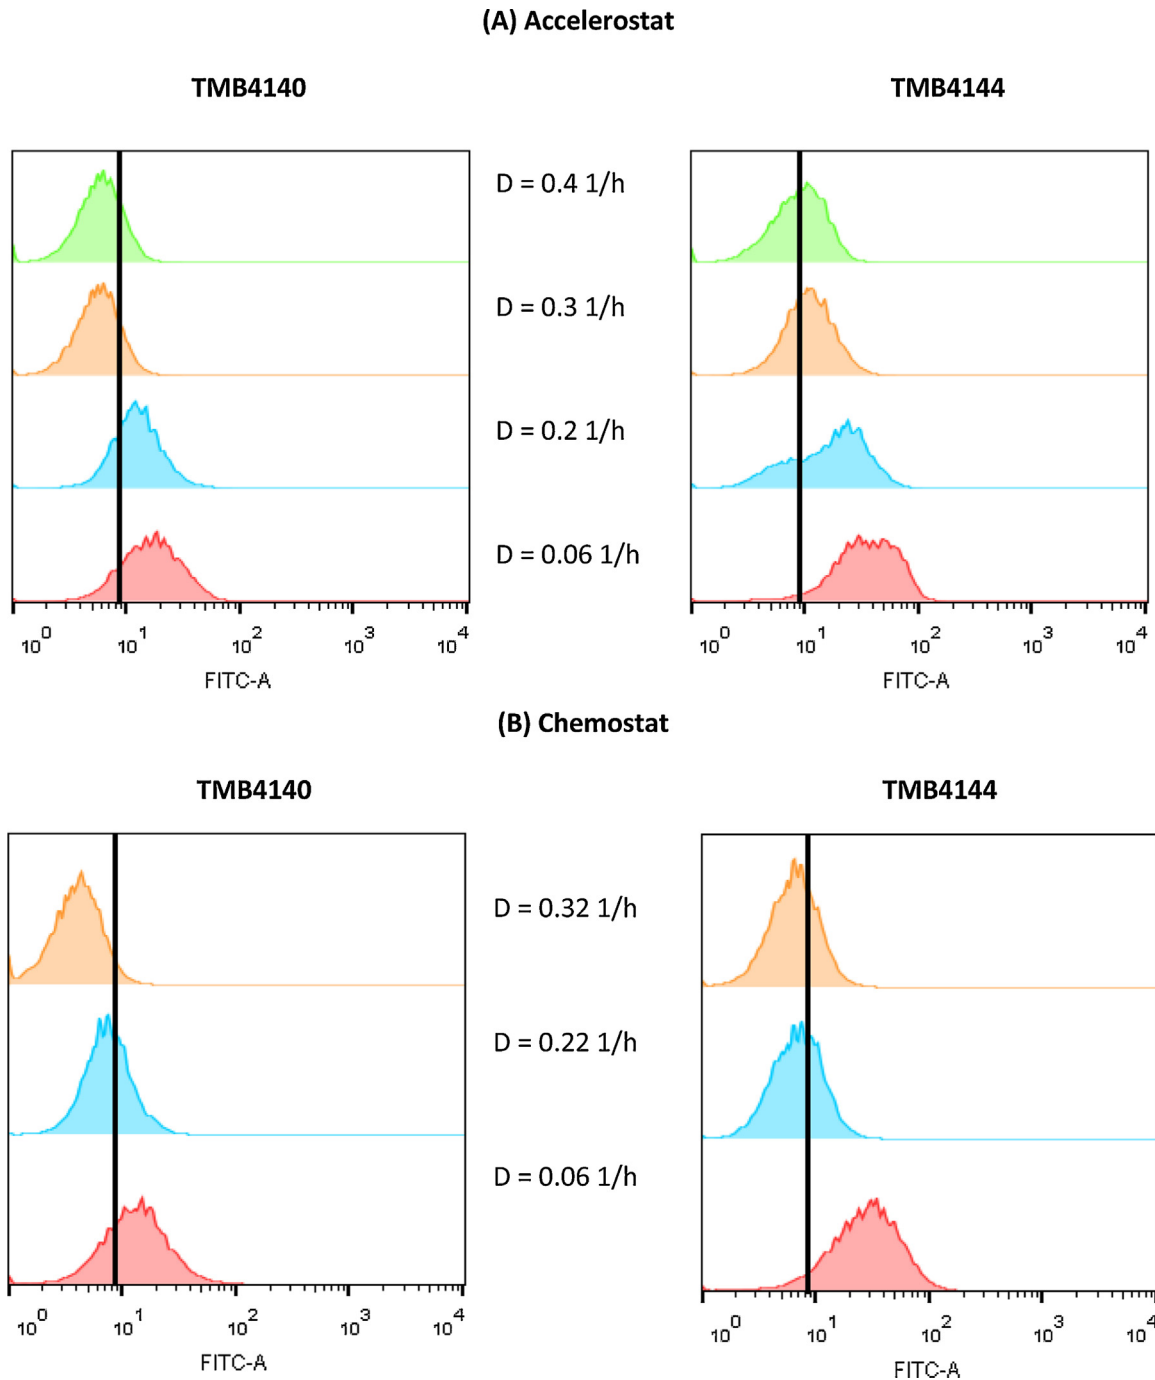 (A) Accelerostat
TMB4140 TMB4144
D = 0.4 1/h
D = 0.3 1/h
D = 0.2 1/h
D = 0.06 1/h
10^0 10^1 10^2 10^3 10^4 10^0 10^1 10^2 10^3 10^4
FITC-A FITC-A
(B) Chemostat
TMB4140 TMB4144
D = 0.32 1/h
D = 0.22 1/h
D = 0.06 1/h
10^0 10^1 10^2 10^3 10^4 10^0 10^1 10^2 10^3 10^4
FITC-A FITC-A